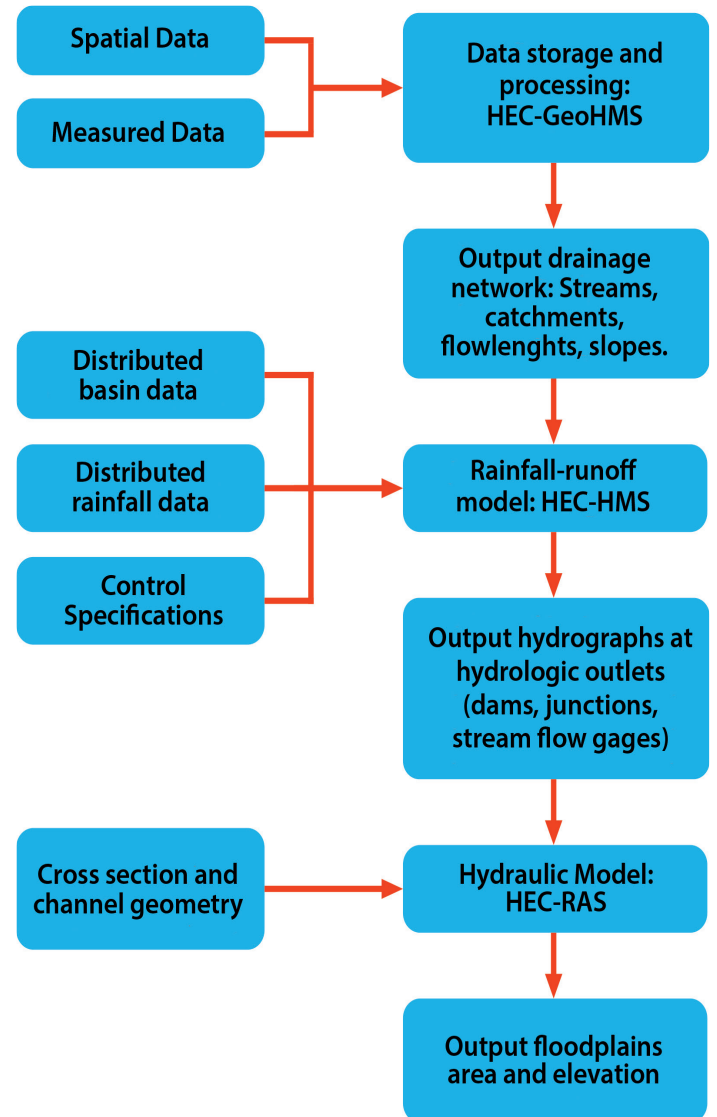 Spatial Data
Measured Data
Data storage and
processing:
HEC-GeoHMS
Output drainage
network: Streams,
catchments,
flowlenghts, slopes.
Distributed
basin data
Distributed
rainfall data
Control
Specifications
Rainfall-runoff
model: HEC-HMS
Output hydrographs at
hydrologic outlets
(dams, junctions,
stream flow gages)
Cross section and
channel geometry
Hydraulic Model:
HEC-RAS
Output floodplains
area and elevation